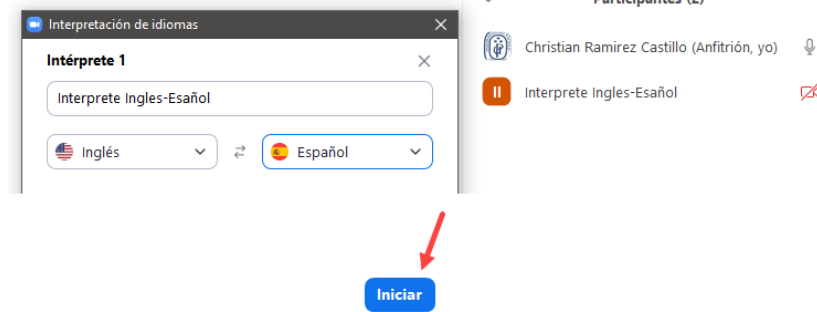 Interpretación de idiomas
Intérprete 1
Interprete Ingles-Esañol
Inglés
Español
Iniciar
Participantes (2)
Christian Ramirez Castillo (Anfitrión, yo)
II
Interprete Ingles-Esañol